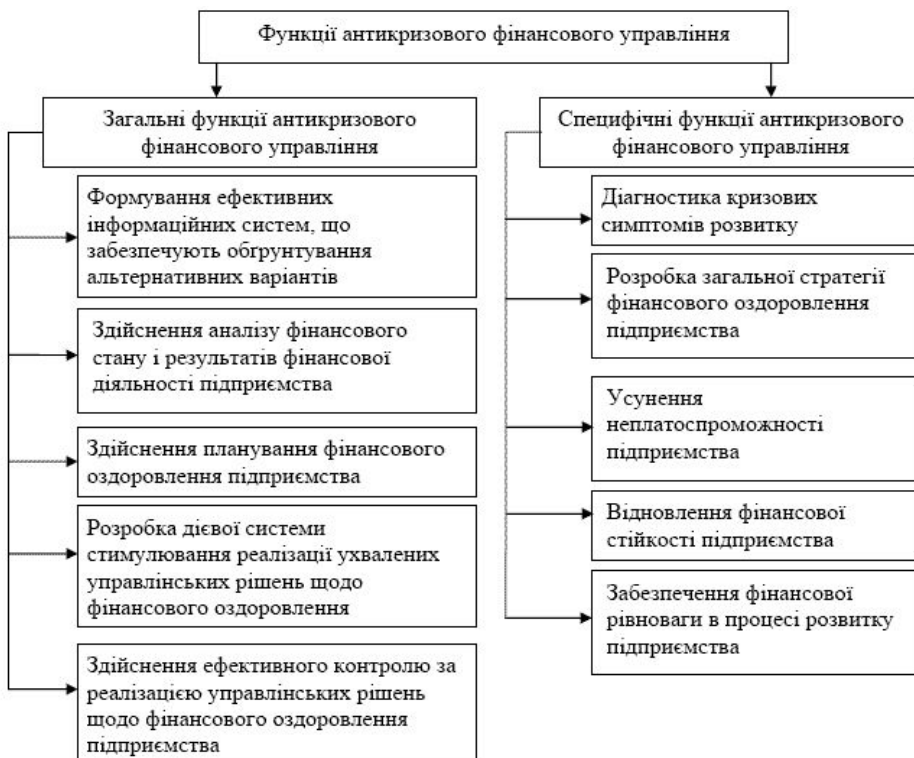 Функції антикризового фінансового управління
Загальні функції антикризового
фінансового управління
Формування ефективних
інформаційних систем, що
забезпечують обґрунтування
альтернативних варіантів
Здійснення аналізу фінансового
стану і результатів фінансової
діяльності підприємства
Здійснення планування фінансового
оздоровлення підприємства
Розробка дієвої системи
стимулювання реалізації ухвалених
управлінських рішень щодо
фінансового оздоровлення
Здійснення ефективного контролю за
реалізацією управлінських рішень
щодо фінансового оздоровлення
підприємства
Специфічні функції антикризового
фінансового управління
Діагностика кризових
симптомів розвитку
Розробка загальної стратегії
фінансового оздоровлення
підприємства
Усунення
неплатоспроможності
підприємства
Відновлення фінансової
стійкості підприємства
Забезпечення фінансової
рівноваги в процесі розвитку
підприємства